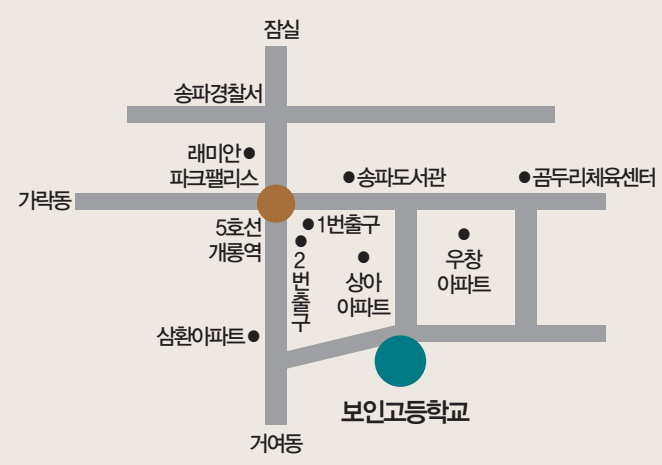 잠실
송파경찰서
래미안
파크팰리스
송파도서관
곰두리체육센터
가락동
5호선
개롱역
1번출구
2
번
출
구
상아
아파트
우창
아파트
삼환아파트
보인고등학교
거여동